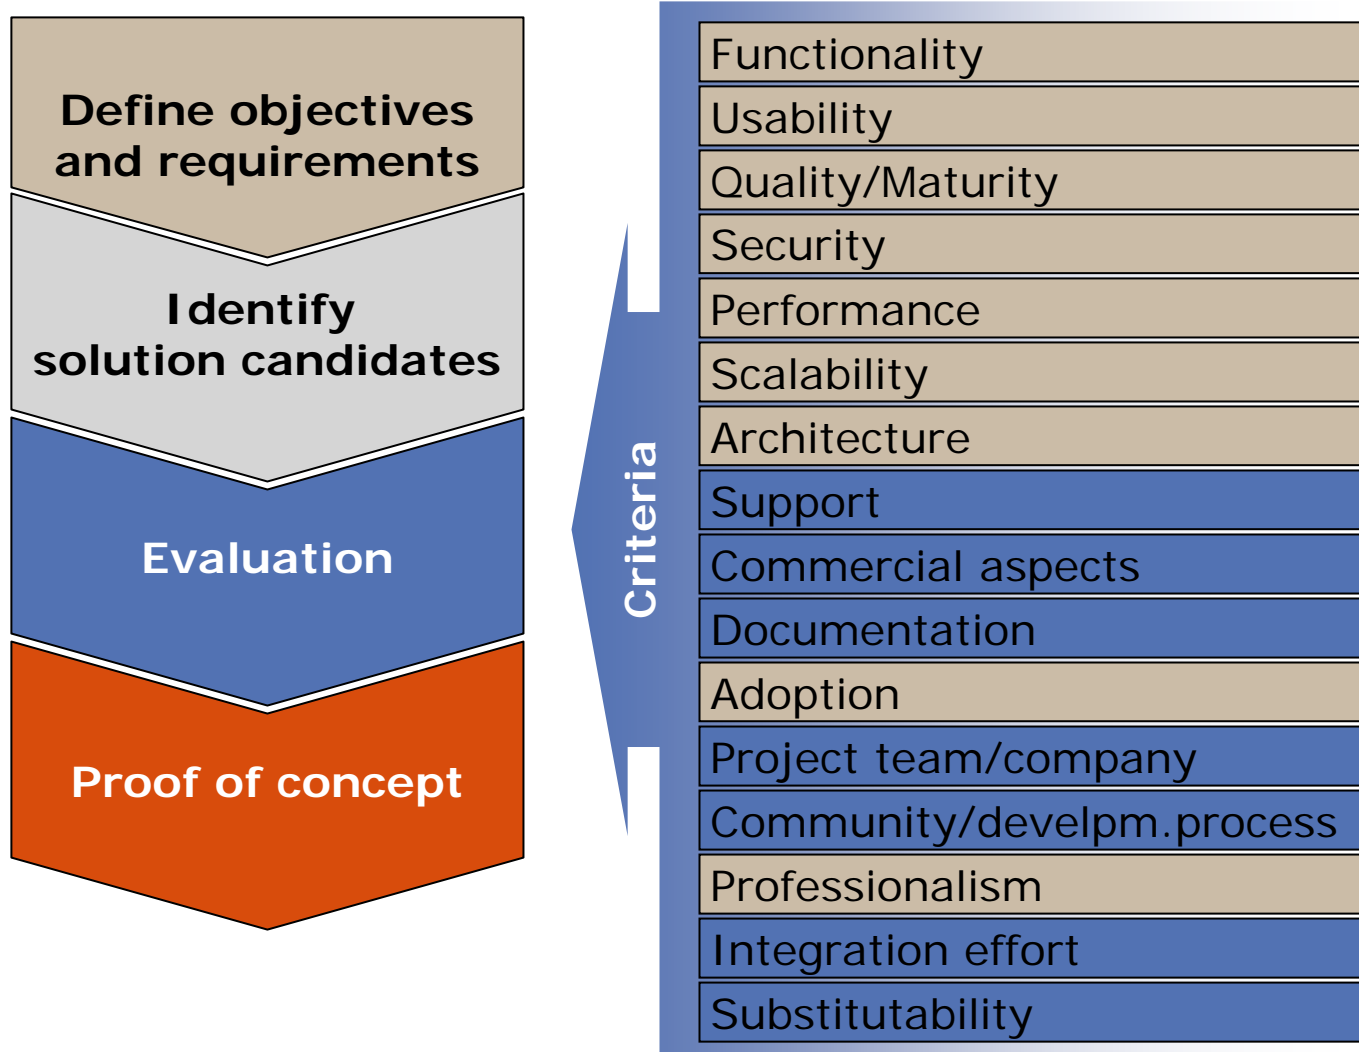 Define objectives
and requirements
Identify
solution candidates
Evaluation
Proof of concept
Criteria
Functionality
Usability
Quality/Maturity
Security
Performance
Scalability
Architecture
Support
Commercial aspects
Documentation
Adoption
Project team/company
Community/develpm.process
Professionalism
Integration effort
Substitutability